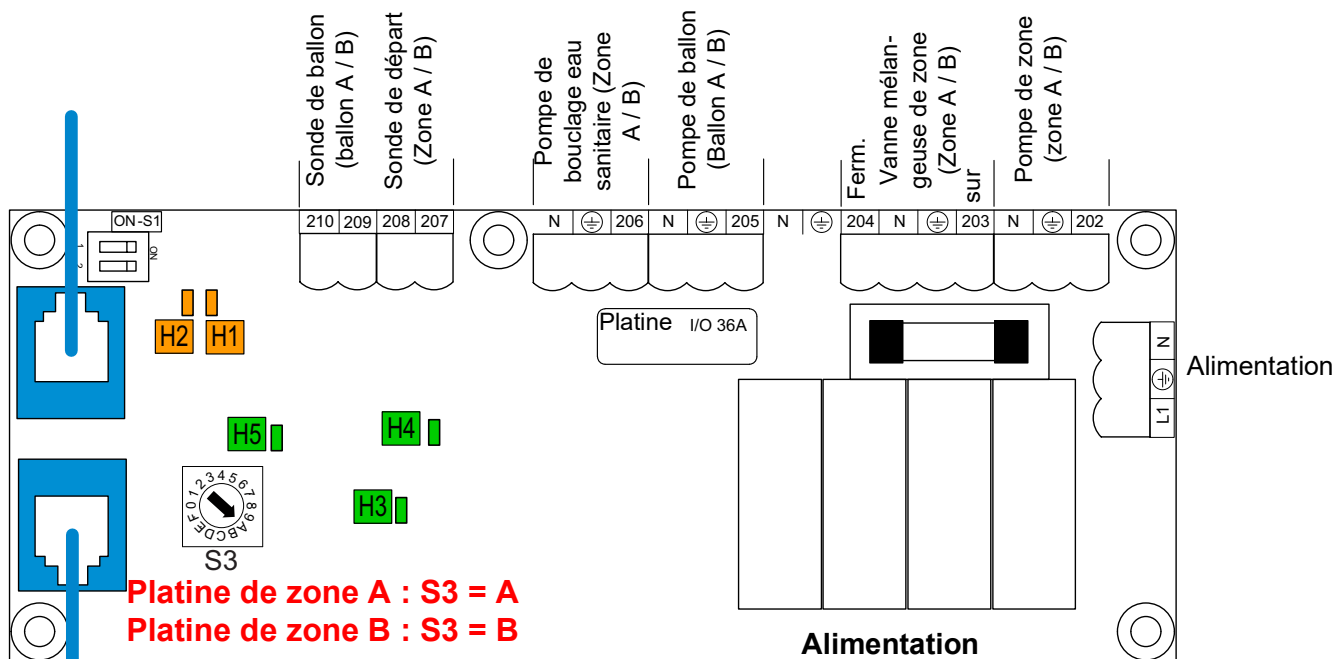 Sonde de ballon
(ballon A / B)
Sonde de départ
(Zone A / B)
Pompe de
bouclage eau
sanitaire (Zone
A / B)
Pompe de ballon
(Ballon A / B)
Ferm.
Vanne mélan-
geuse de zone
(Zone A / B)
sur
Pompe de zone
(zone A / B)
ON-S1
1
2
ON
210 209 208 207
N 206 N 205 N 204 N 203 N 202
H2 H1
Platine I/O 36A
N
L1
Alimentation
H5 H4
H3
0123456789ABCDEF
S3
Platine de zone A : S3 = A
Platine de zone B : S3 = B
Alimentation